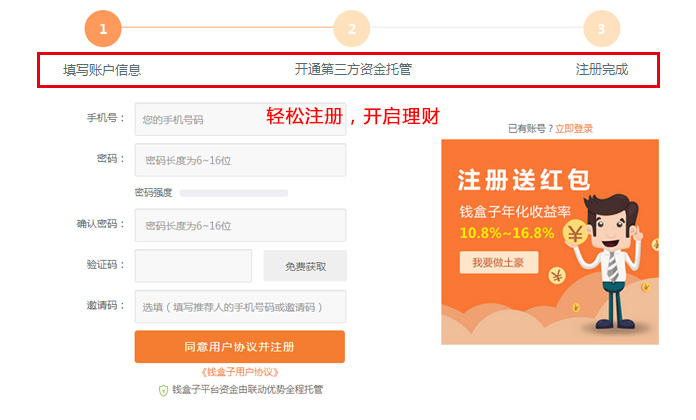 1
2
3
填写账户信息
开通第三方资金托管
注册完成
手机号：
您的手机号码
轻松注册，开启理财
密码：
密码长度为6~16位
密码强度
确认密码：
密码长度为6~16位
验证码：
免费获取
邀请码：
选填（填写推荐人的手机号码或邀请码）
同意用户协议并注册
《钱盒子用户协议》
钱盒子平台资金由联动优势全程托管
已有账号？立即登录
注册送红包
钱盒子年化收益率
10.8%~16.8%
我要做土豪